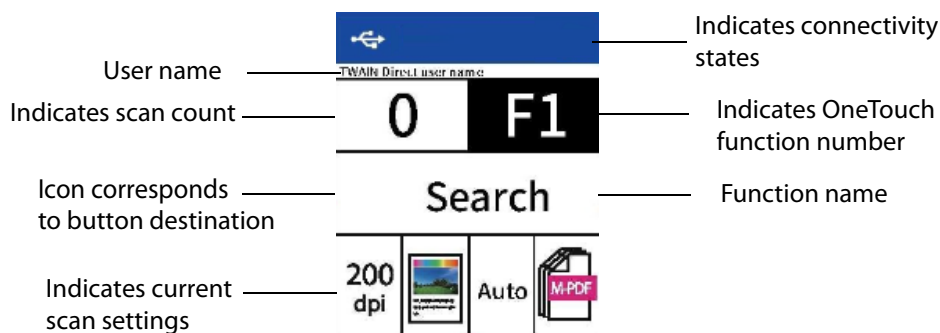 Indicates connectivity
states
User name
TWAIN Direct user name
Indicates scan count
0
F1
Indicates OneTouch
function number
Icon corresponds
to button destination
Search
Function name
Indicates current
scan settings
200
dpi
Auto
M-PDF